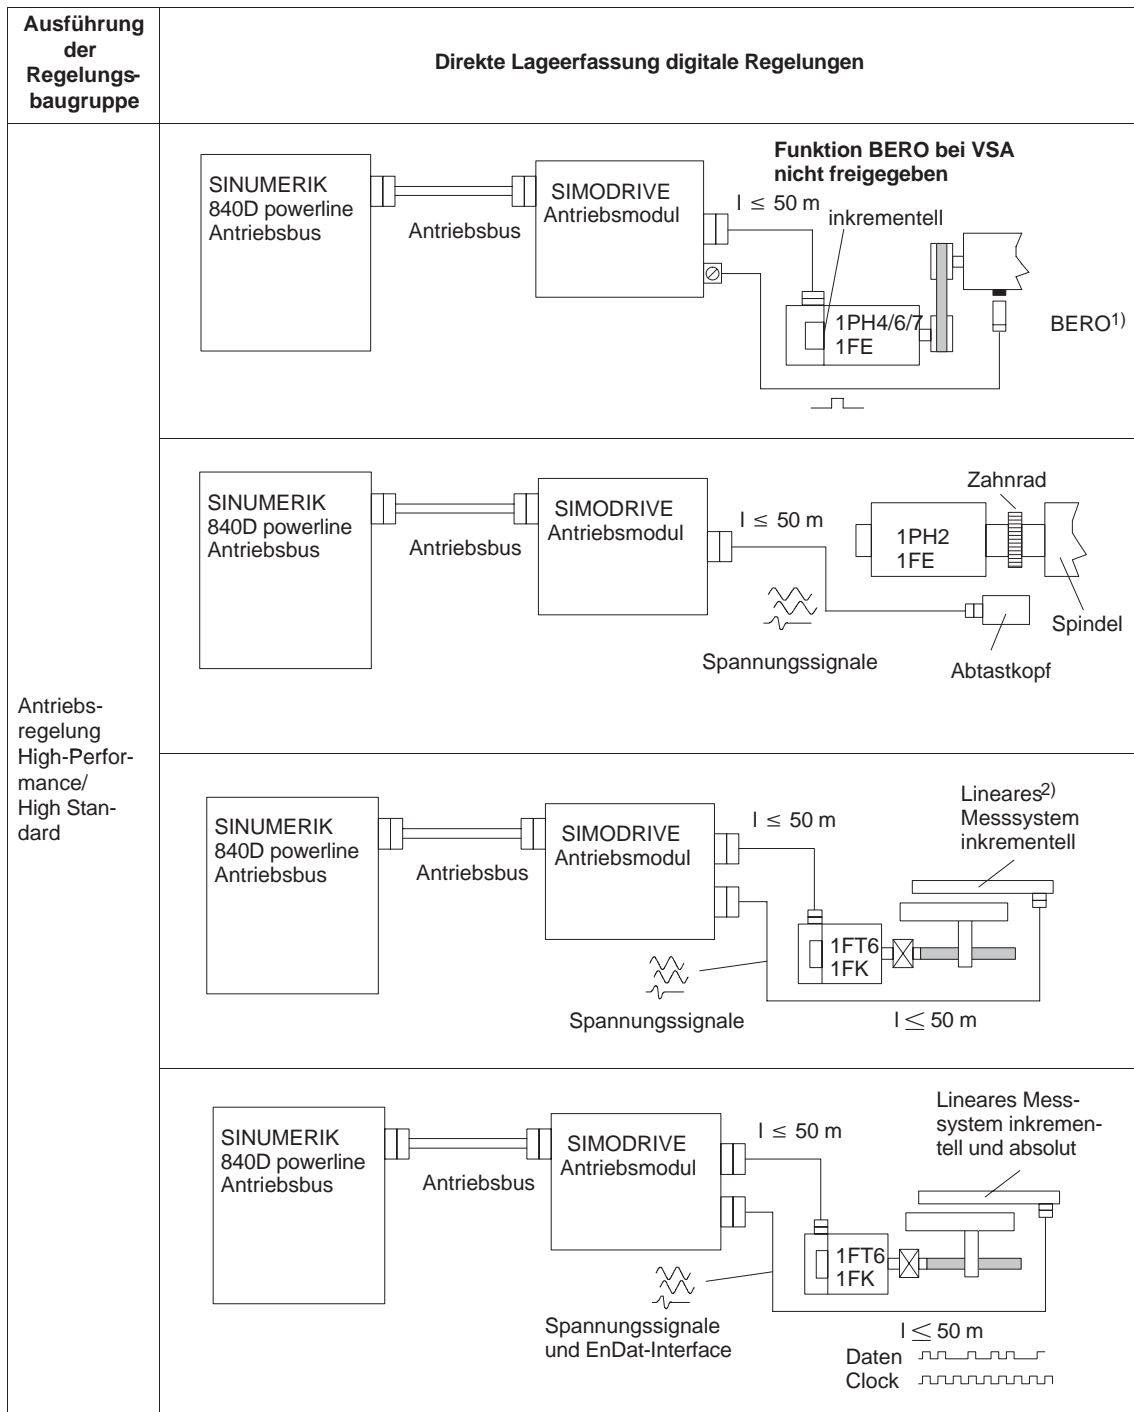 Ausführung
der
Regelungs-
baugruppe
Direkte Lageerfassung digitale Regelungen
Antriebs-
regelung
High-Perfor-
mance/
High Stan-
dard
SINUMERIK
840D powerline
Antriebsbus
Antriebsbus
SIMODRIVE
Antriebsmodul
Funktion BERO bei VSA
nicht freigegeben
l ≤ 50 m
inkrementell
1PH4/6/7
1FE
BERO1)
SINUMERIK
840D powerline
Antriebsbus
Antriebsbus
SIMODRIVE
Antriebsmodul
l ≤ 50 m
Zahnrad
1PH2
1FE
Spindel
Spannungssignale
Abtastkopf
SINUMERIK
840D powerline
Antriebsbus
Antriebsbus
SIMODRIVE
Antriebsmodul
l ≤ 50 m
Lineares2)
Messsystem
inkrementell
1FT6
1FK
Spannungssignale
l ≤ 50 m
SINUMERIK
840D powerline
Antriebsbus
Antriebsbus
SIMODRIVE
Antriebsmodul
l ≤ 50 m
Lineares Mess-
system inkremen-
tell und absolut
1FT6
1FK
Spannungssignale
und EnDat-Interface
l ≤ 50 m
Daten
Clock